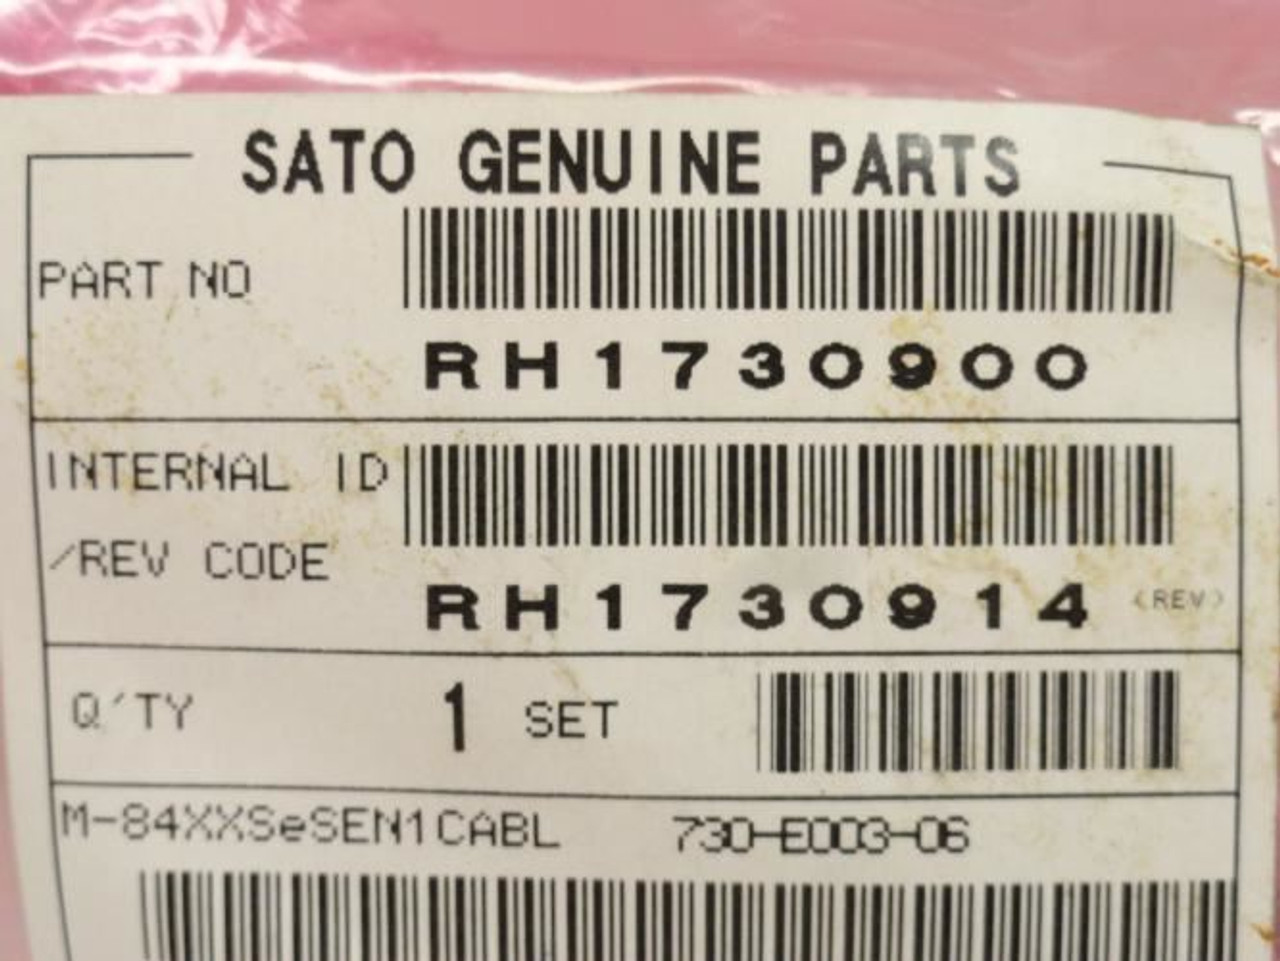 SATO GENUINE PARTS
PART NO
RH1730900
INTERNAL ID
/REV CODE
RH1730914 (REV)
Q'TY 1 SET
M-84XXSeSEN1CABL 730-E003-06